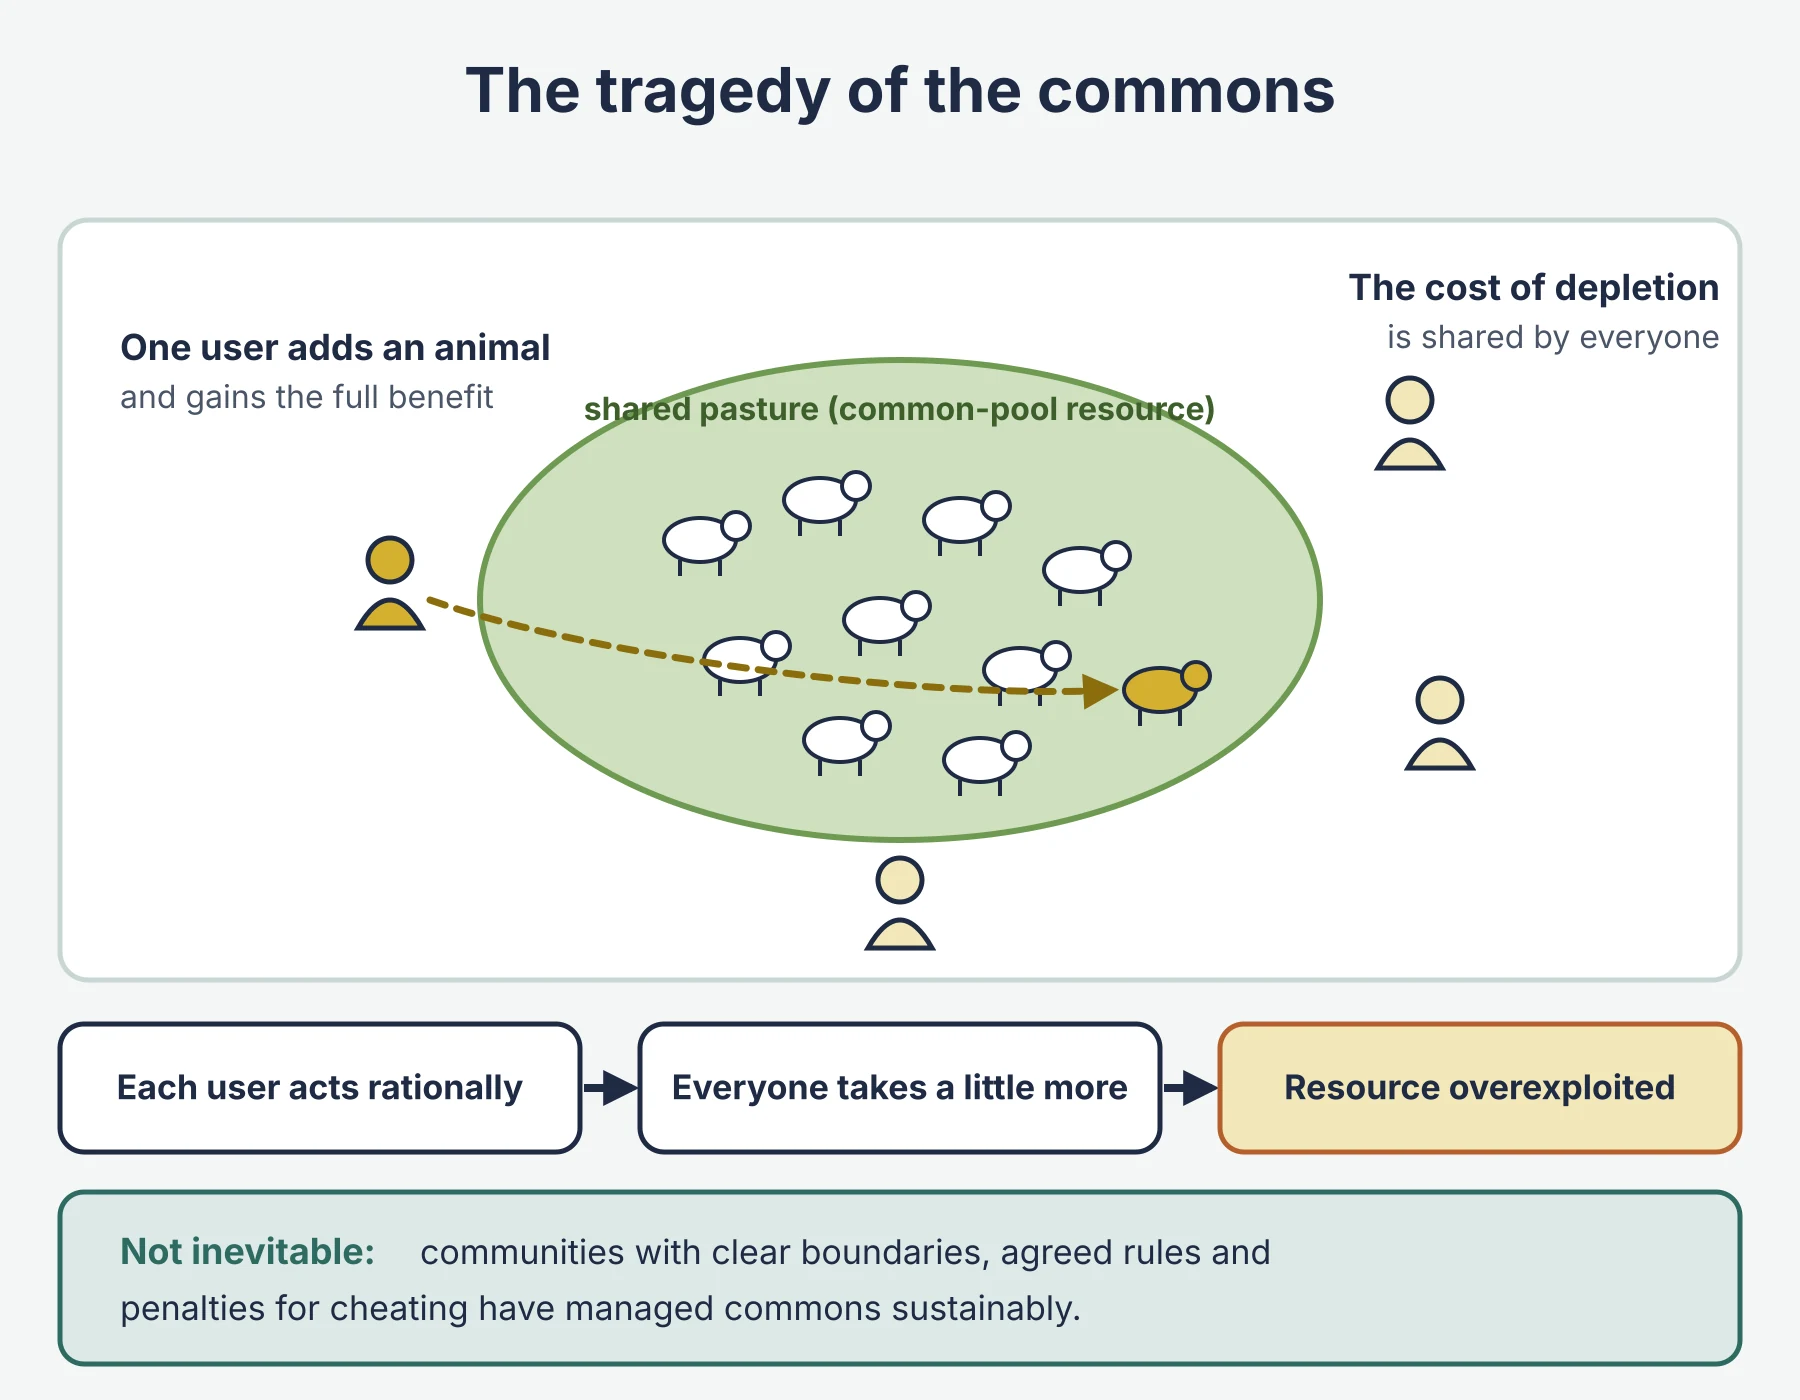 The tragedy of the commons
One user adds an animal
and gains the full benefit
The cost of depletion
is shared by everyone
shared pasture (common-pool resource)
Each user acts rationally
Everyone takes a little more
Resource overexploited
Not inevitable: communities with clear boundaries, agreed rules and
penalties for cheating have managed commons sustainably.